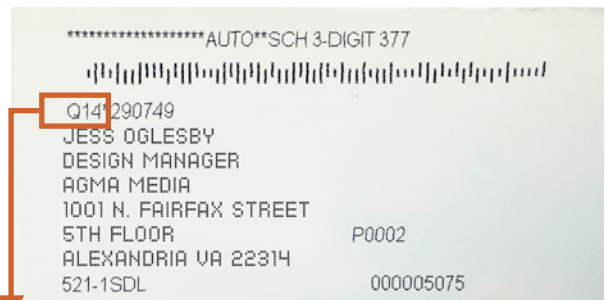 *******************AUTO**SCH 3-DIGIT 377
Q14*290749
JESS OGLESBY
DESIGN MANAGER
AGMA MEDIA
1001 N. FAIRFAX STREET
5TH FLOOR P0002
ALEXANDRIA VA 22314
521-1SDL 000005075